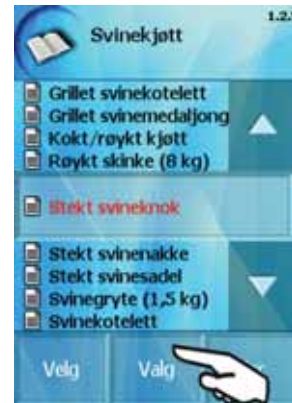 1.2.
Svinekjøtt
Grillet svinekotelett
Grillet svinemedaljong
Kokt/røykt kjøtt
Røykt skinke (8 kg)
Stekt svineknok
Stekt svinenakke
Stekt svinesadel
Svinegryte (1,5 kg)
Svinekotelett
Velg Valg